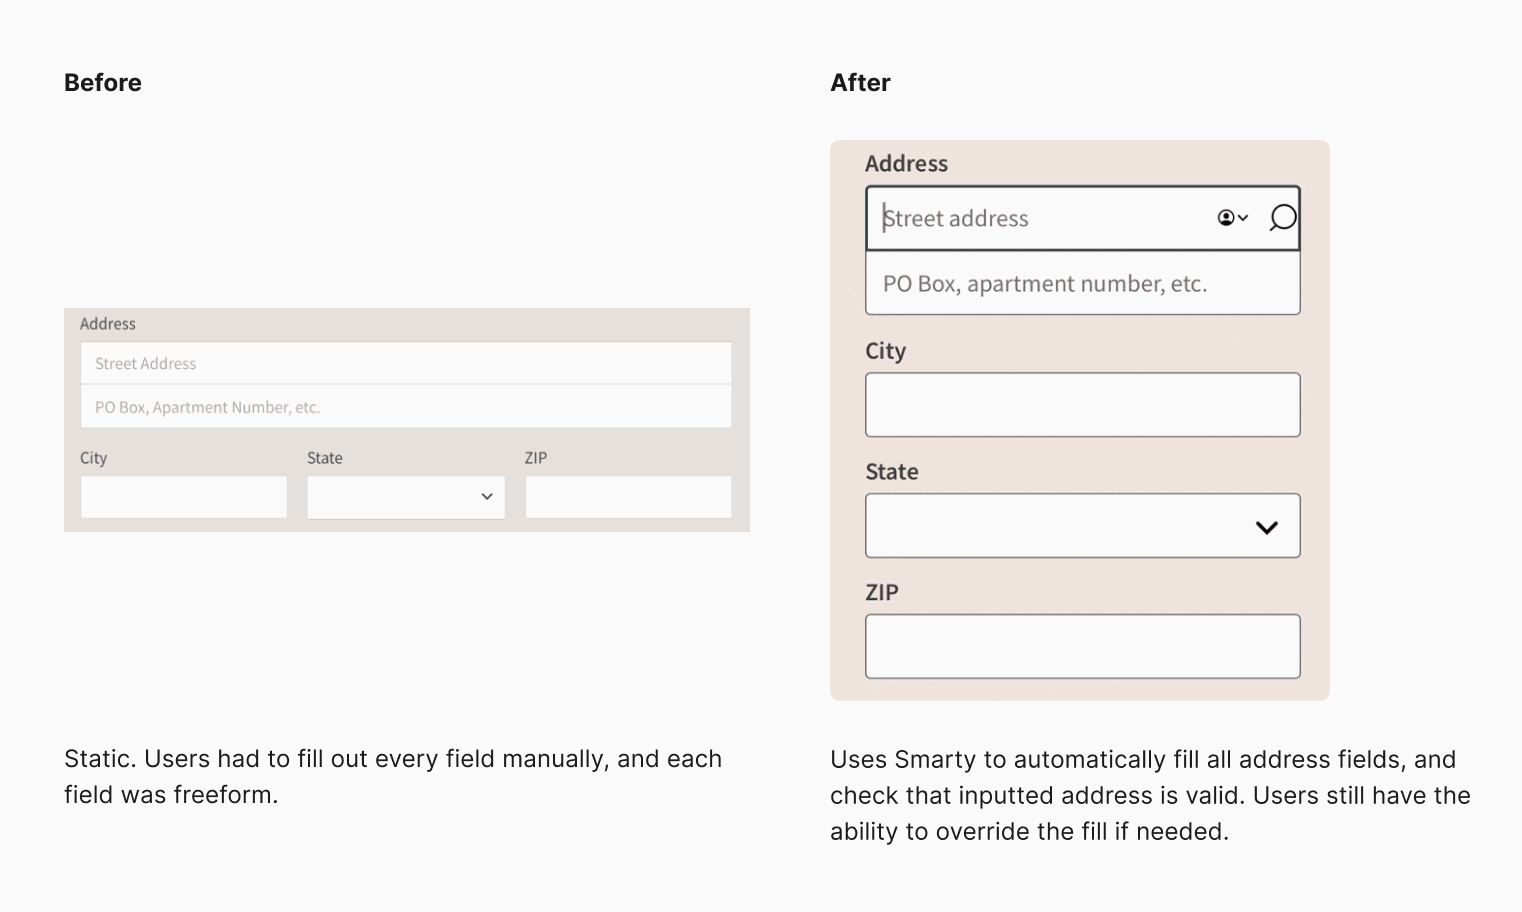 Before
Address
Street Address
PO Box, Apartment Number, etc.
City
State
ZIP
Static. Users had to fill out every field manually, and each
field was freeform.
After
Address
Street address
PO Box, apartment number, etc.
City
State
ZIP
Uses Smarty to automatically fill all address fields, and
check that inputted address is valid. Users still have the
ability to override the fill if needed.